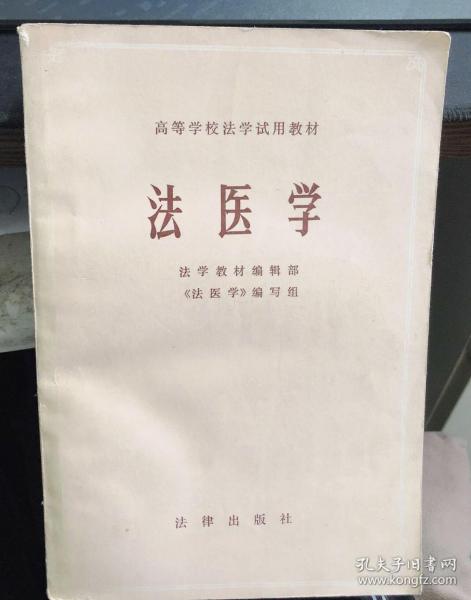 高等学校法学试用教材
法医学
法学教材编辑部
《法医学》编写组
法律出版社
孔夫子旧书网
www.kongfz.com